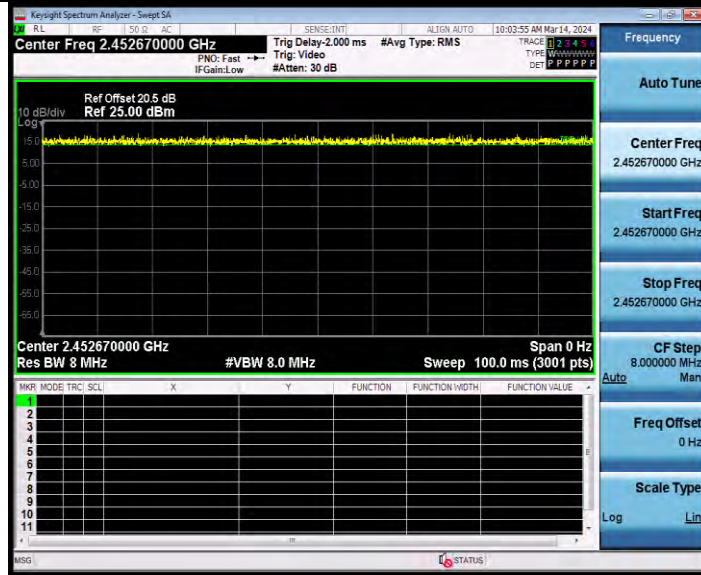 Keysight Spectrum Analyzer - Swept SA
RL RF 50 Ω AC SENSE:INT ALIGN AUTO 10:03:55 AM Mar 14, 2024
Center Freq 2.452670000 GHz Trig Delay-2.000 ms #Avg Type: RMS TRACE 1 2 3 4 5 6
PNO: Fast Trig: Video TYPE
IFGain:Low #Atten: 30 dB DET P P P P P P
Ref Offset 20.5 dB
10 dB/div Ref 25.00 dBm
Log
15.0
5.00
-5.00
-15.0
-25.0
-35.0
-45.0
-55.0
-65.0
Center 2.452670000 GHz Span 0 Hz
Res BW 8 MHz #VBW 8.0 MHz Sweep 100.0 ms (3001 pts)
MKR MODE TRC SCL X Y FUNCTION FUNCTION WIDTH FUNCTION VALUE
1
2
3
4
5
6
7
8
9
10
11
MSG STATUS
Frequency
Auto Tune
Center Freq
2.452670000 GHz
Start Freq
2.452670000 GHz
Stop Freq
2.452670000 GHz
CF Step
8.000000 MHz
Auto Man
Freq Offset
0 Hz
Scale Type
Log Lin